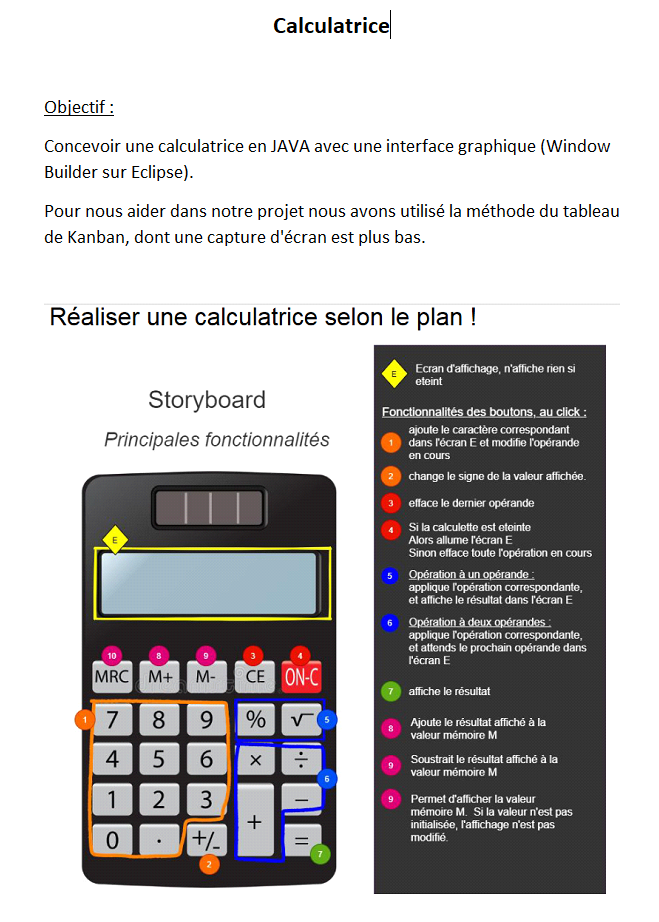 Calculatrice
Objectif :
Concevoir une calculatrice en JAVA avec une interface graphique (Window
Builder sur Eclipse).
Pour nous aider dans notre projet nous avons utilisé la méthode du tableau
de Kanban, dont une capture d'écran est plus bas.
Réaliser une calculatrice selon le plan !
Storyboard
Principales fonctionnalités
E
10 8 9 3 4
MRC M+ M- CE ON-C
1 7 8 9 % √ 5
4 5 6 × ÷
6
1 2 3 + −
0 . +/- =
2 7
E
Ecran d'affichage, n'affiche rien si
eteint
Fonctionnalités des boutons, au click :
1
ajoute le caractère correspondant
dans l'écran E et modifie l'opérande
en cours
2 change le signe de la valeur affichée.
3 efface le dernier opérande
4
Si la calculette est eteinte
Alors allume l'écran E
Sinon efface toute l'opération en cours
5
Opération à un opérande :
applique l'opération correspondante,
et affiche le résultat dans l'écran E
6
Opération à deux opérandes :
applique l'opération correspondante,
et attends le prochain opérande dans
l'écran E
7 affiche le résultat
8
Ajoute le résultat affiché à la
valeur mémoire M
9
Soustrait le résultat affiché à la
valeur mémoire M
9
Permet d'afficher la valeur
mémoire M. Si la valeur n'est pas
initialisée, l'affichage n'est pas
modifié.